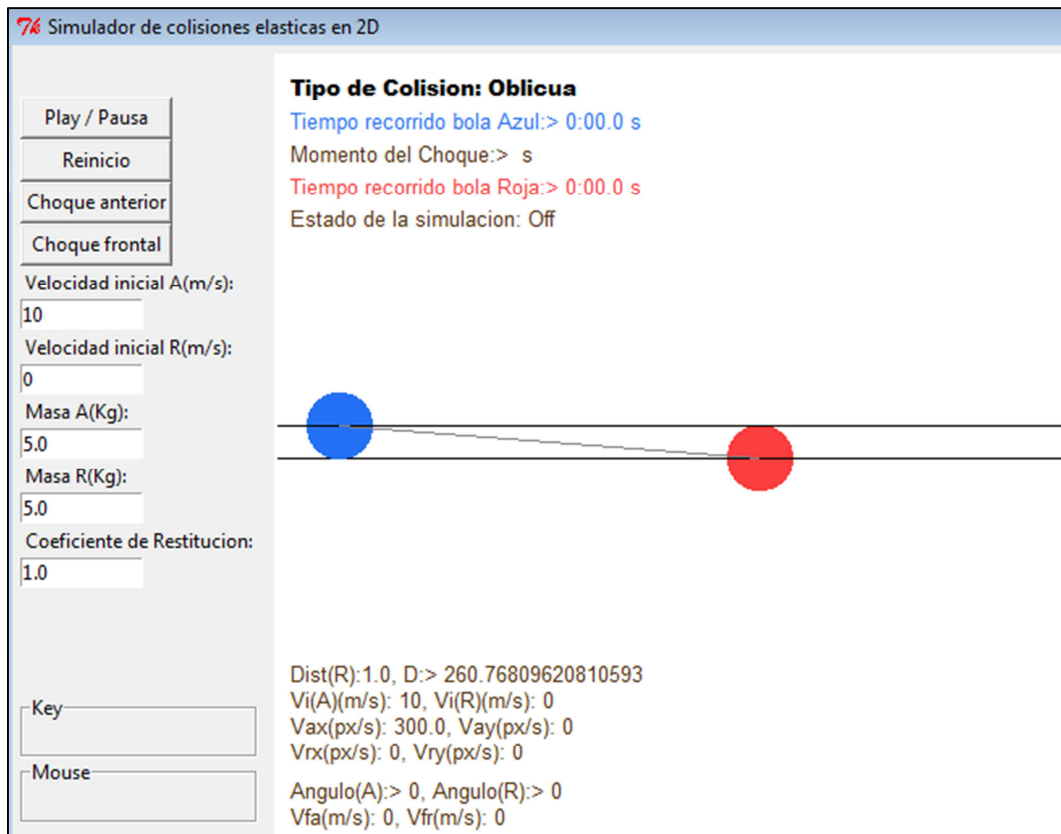 Simulador de colisiones elasticas en 2D
Play / Pausa
Reinicio
Choque anterior
Choque frontal
Velocidad inicial A(m/s):
10
Velocidad inicial R(m/s):
0
Masa A(Kg):
5.0
Masa R(Kg):
5.0
Coeficiente de Restitucion:
1.0
Key
Mouse
Tipo de Colision: Oblicua
Tiempo recorrido bola Azul:> 0:00.0 s
Momento del Choque:>  s
Tiempo recorrido bola Roja:> 0:00.0 s
Estado de la simulacion: Off
Dist(R):1.0, D:> 260.76809620810593
Vi(A)(m/s): 10, Vi(R)(m/s): 0
Vax(px/s): 300.0, Vay(px/s): 0
Vrx(px/s): 0, Vry(px/s): 0
Angulo(A):> 0, Angulo(R):> 0
Vfa(m/s): 0, Vfr(m/s): 0